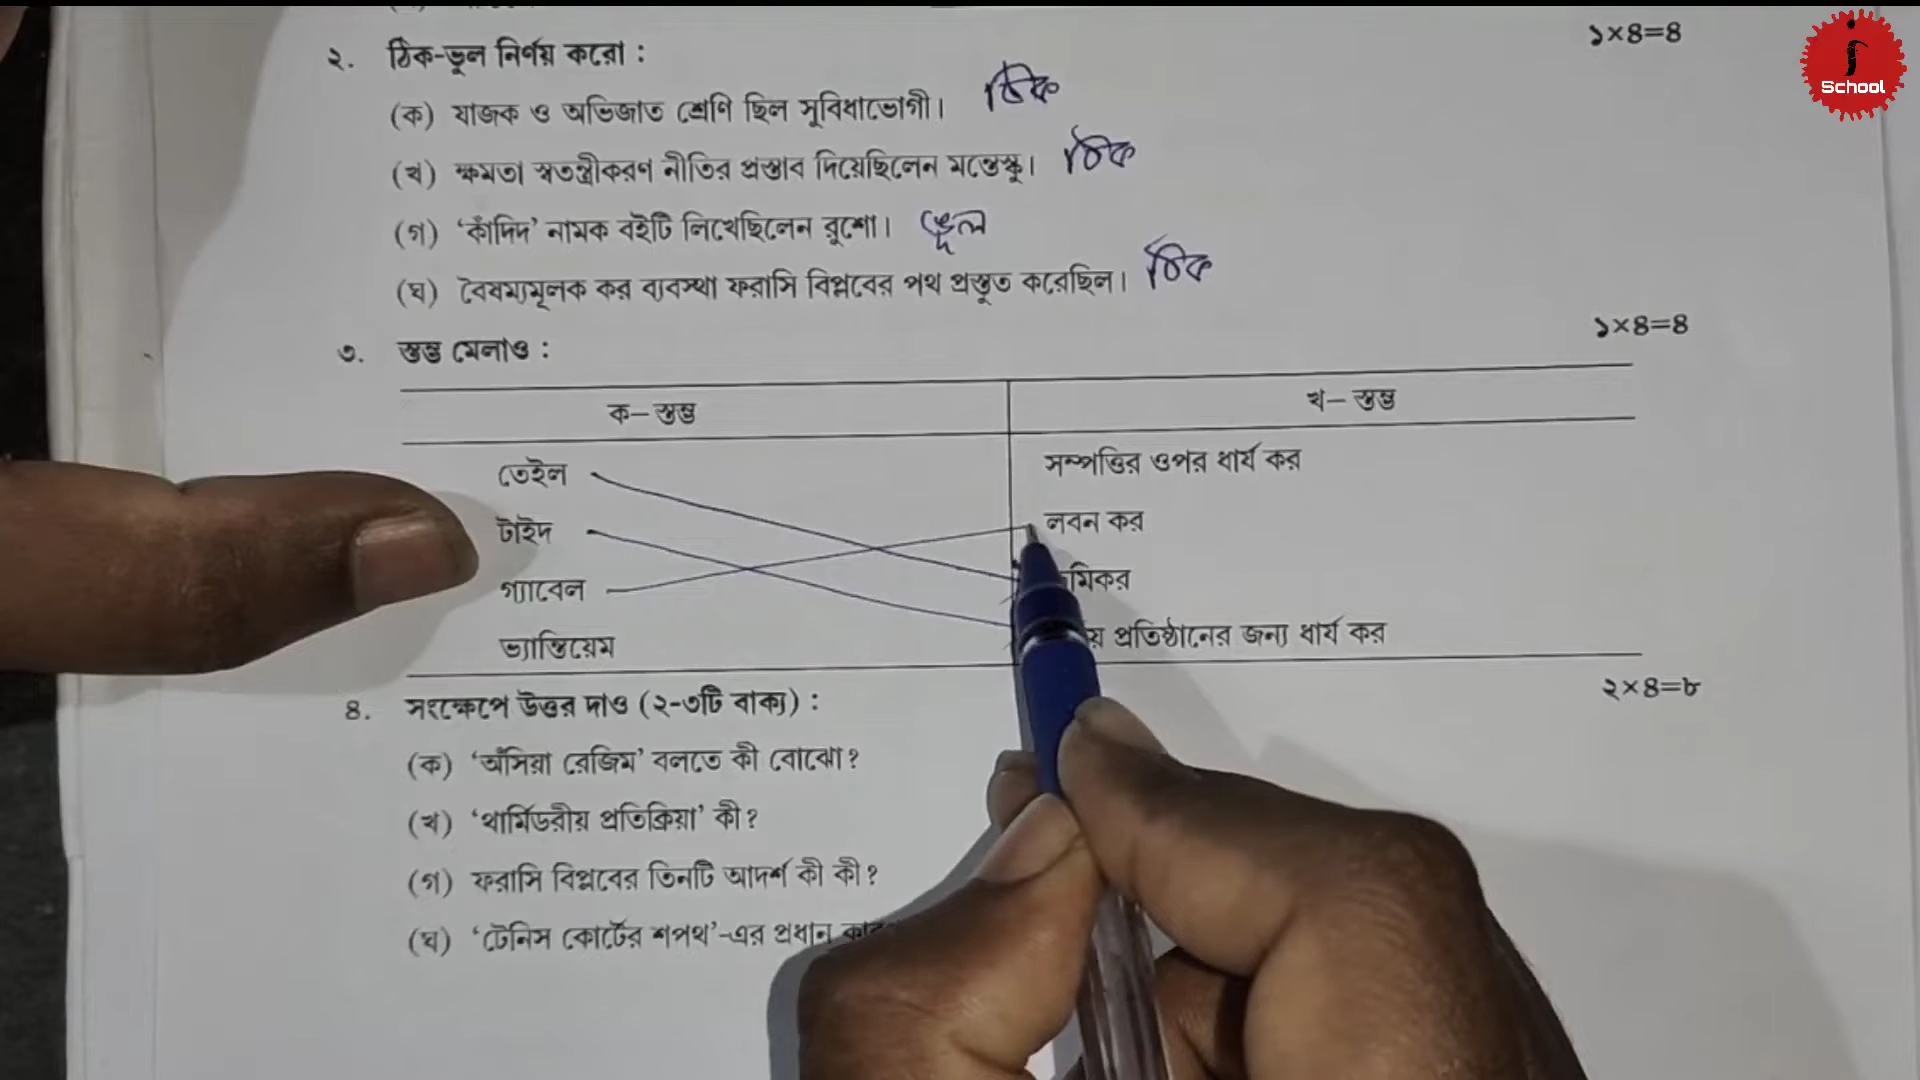 ২. ঠিক-ভুল নির্ণয় করো : ১×৪=৪
(ক) যাজক ও অভিজাত শ্রেণি ছিল সুবিধাভোগী। ঠিক
(খ) ক্ষমতা স্বতন্ত্রীকরণ নীতির প্রস্তাব দিয়েছিলেন মন্তেস্কু। ঠিক
(গ) ‘কাঁদিদ’ নামক বইটি লিখেছিলেন রুশো। ভুল
(ঘ) বৈষম্যমূলক কর ব্যবস্থা ফরাসি বিপ্লবের পথ প্রস্তুত করেছিল। ঠিক
৩. স্তম্ভ মেলাও : ১×৪=৪
ক– স্তম্ভ খ– স্তম্ভ
তেইল সম্পত্তির ওপর ধার্য কর
টাইদ লবন কর
গ্যাবেল মিকর
ভ্যান্তিয়েম য় প্রতিষ্ঠানের জন্য ধার্য কর
৪. সংক্ষেপে উত্তর দাও (২-৩টি বাক্য) : ২×৪=৮
(ক) ‘অঁসিয়া রেজিম’ বলতে কী বোঝো?
(খ) ‘থার্মিডরীয় প্রতিক্রিয়া’ কী?
(গ) ফরাসি বিপ্লবের তিনটি আদর্শ কী কী?
(ঘ) ‘টেনিস কোর্টের শপথ’-এর প্রধান
School